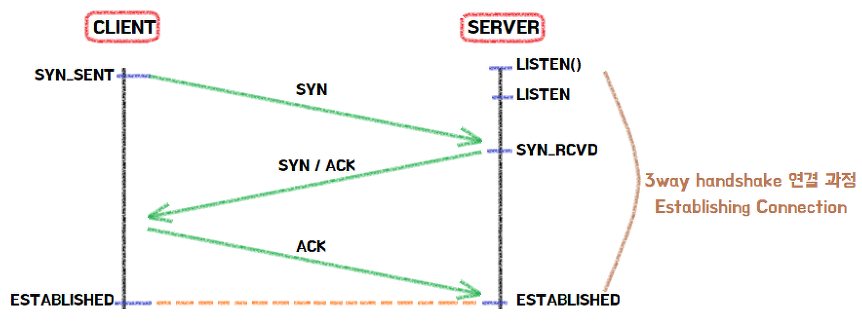 CLIENT
SERVER
LISTEN()
SYN_SENT
SYN
LISTEN
SYN_RCVD
SYN / ACK
3way handshake 연결 과정
Establishing Connection
ACK
ESTABLISHED
ESTABLISHED